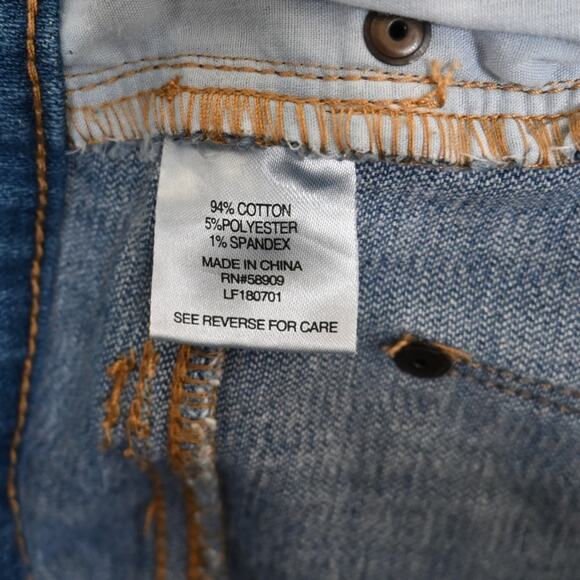 94% COTTON
5%POLYESTER
1% SPANDEX
MADE IN CHINA
RN#58909
LF180701
SEE REVERSE FOR CARE